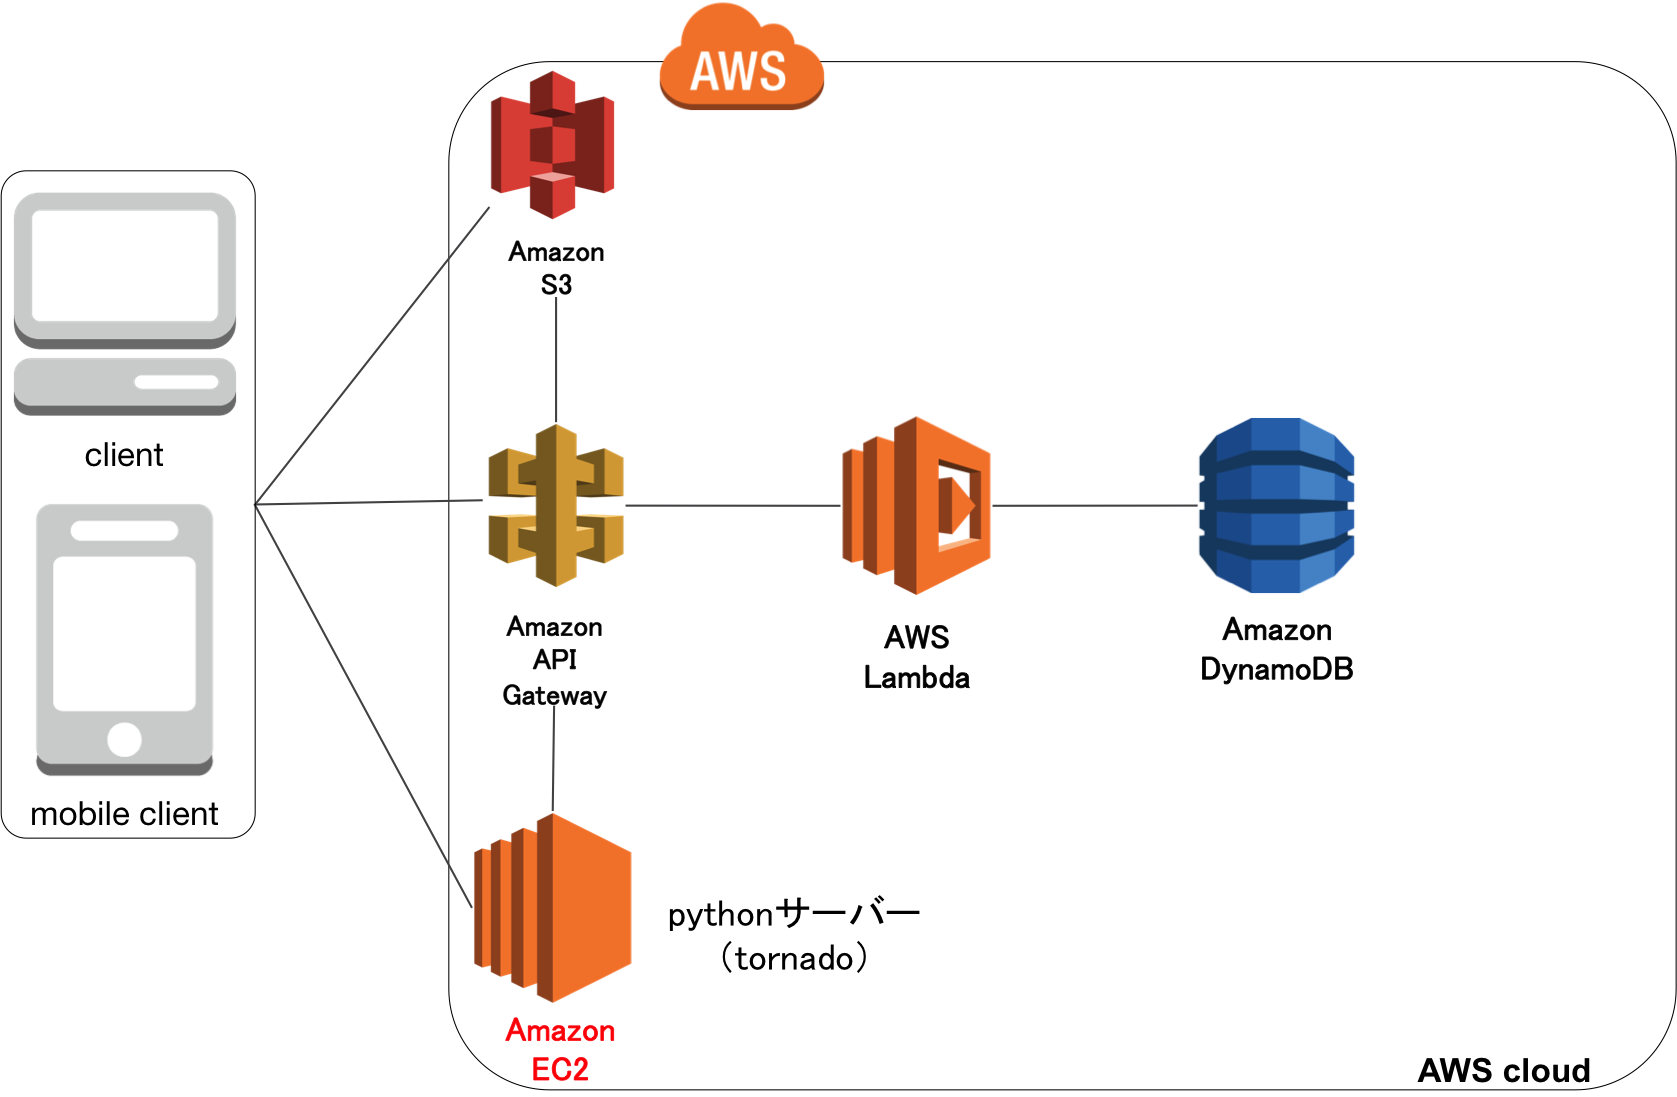 AWS
Amazon
S3
client
mobile client
Amazon
API
Gateway
AWS
Lambda
Amazon
DynamoDB
pythonサーバー
（tornado）
Amazon
EC2
AWS cloud